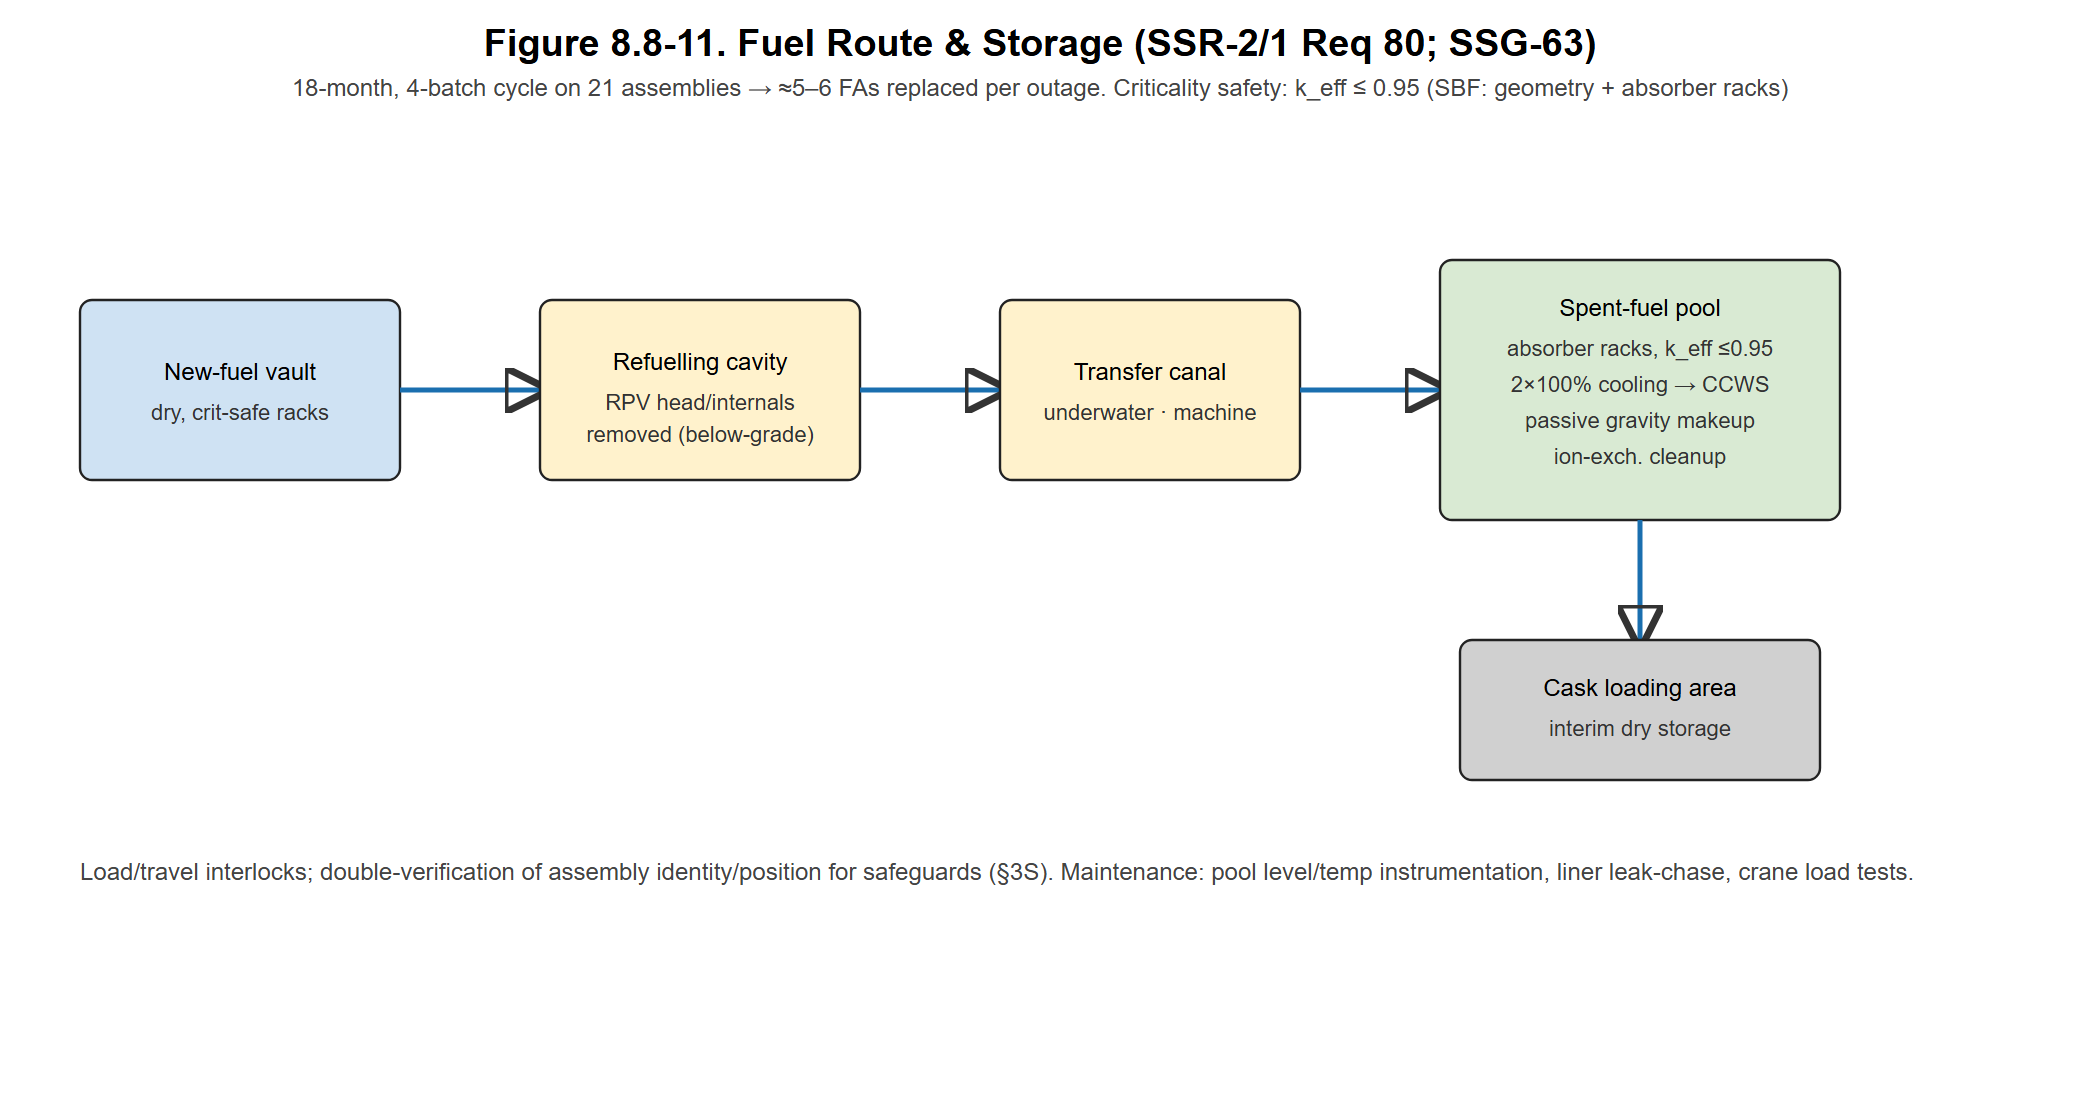 Figure 8.8-11. Fuel Route & Storage (SSR-2/1 Req 80; SSG-63)
18-month, 4-batch cycle on 21 assemblies → ≈5–6 FAs replaced per outage. Criticality safety: k_eff ≤ 0.95 (SBF: geometry + absorber racks)
New-fuel vault
dry, crit-safe racks
Refuelling cavity
RPV head/internals
removed (below-grade)
Transfer canal
underwater · machine
Spent-fuel pool
absorber racks, k_eff ≤0.95
2×100% cooling → CCWS
passive gravity makeup
ion-exch. cleanup
Cask loading area
interim dry storage
Load/travel interlocks; double-verification of assembly identity/position for safeguards (§3S). Maintenance: pool level/temp instrumentation, liner leak-chase, crane load tests.